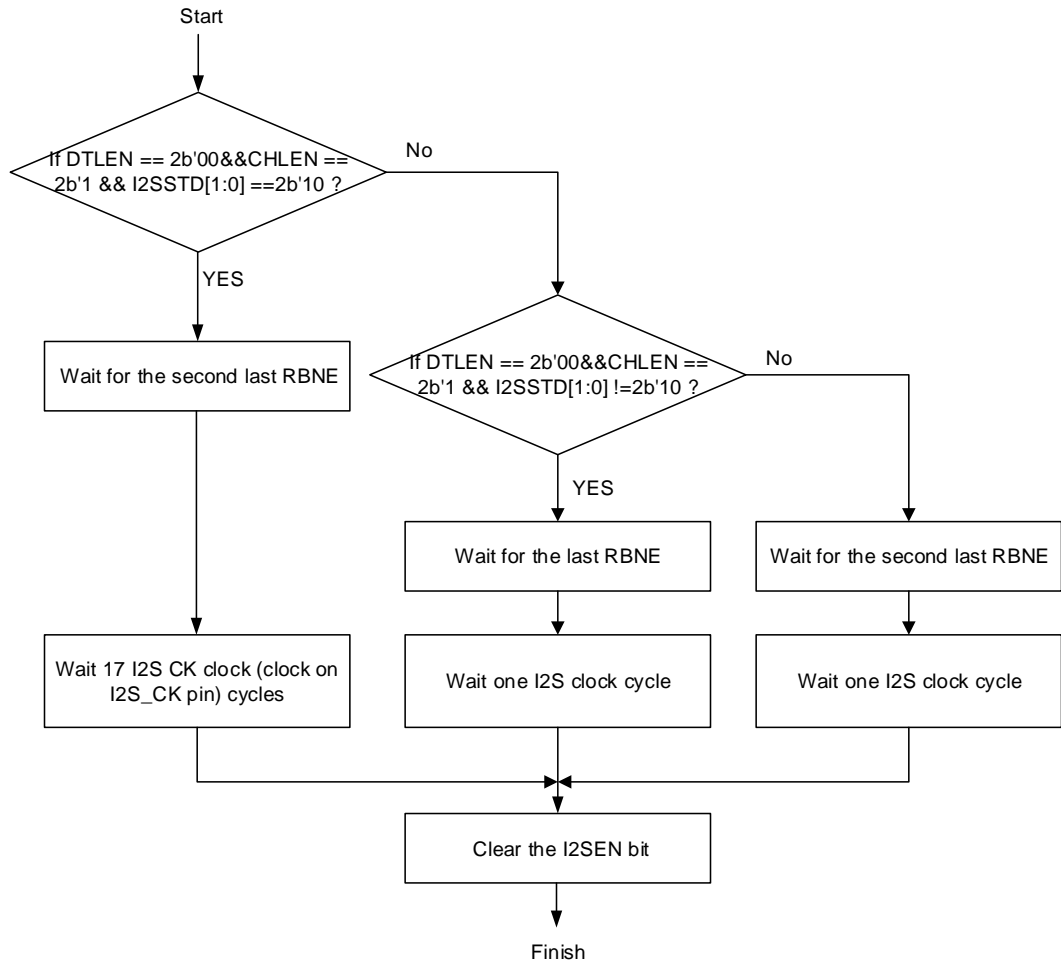 Start
If DTLEN == 2b'00&&CHLEN ==
2b'1 && I2SSTD[1:0] ==2b'10 ?
No
YES
Wait for the second last RBNE
If DTLEN == 2b'00&&CHLEN ==
2b'1 && I2SSTD[1:0] !=2b'10 ?
No
YES
Wait for the last RBNE
Wait for the second last RBNE
Wait 17 I2S CK clock (clock on
I2S_CK pin) cycles
Wait one I2S clock cycle
Wait one I2S clock cycle
Clear the I2SEN bit
Finish